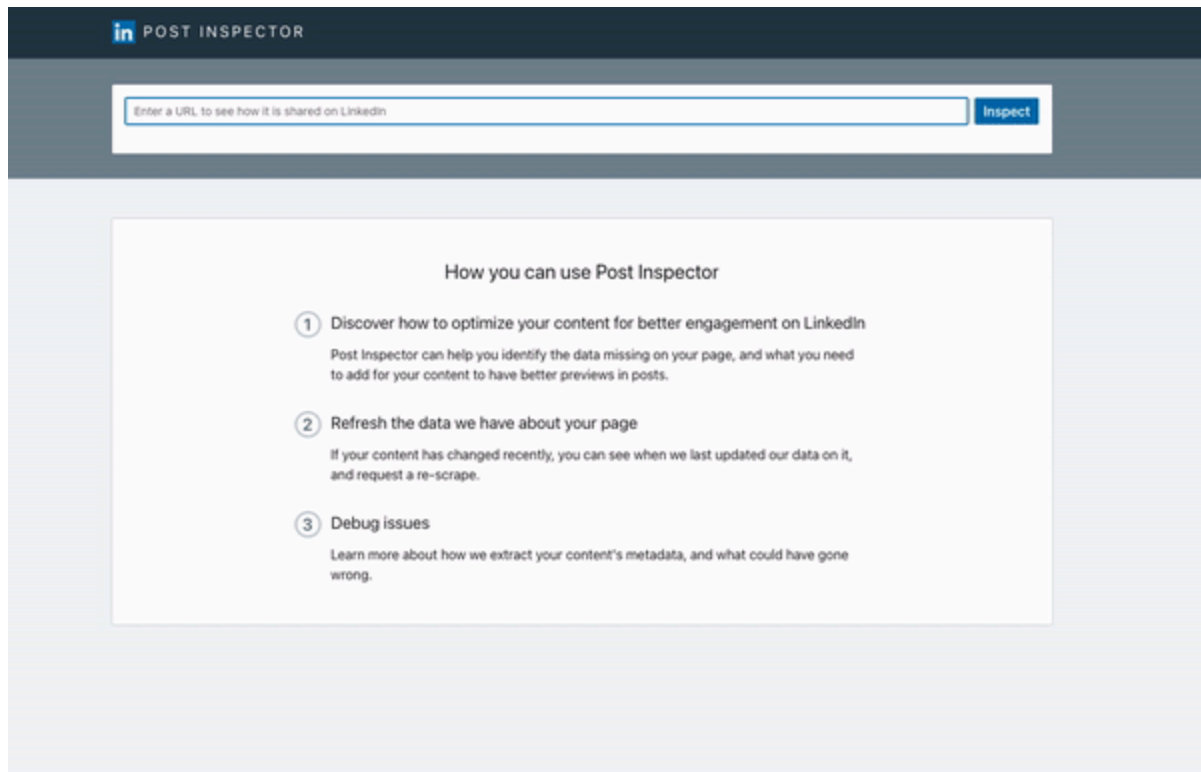 in POST INSPECTOR
Enter a URL to see how it is shared on LinkedIn
Inspect
How you can use Post Inspector
1 Discover how to optimize your content for better engagement on LinkedIn
Post Inspector can help you identify the data missing on your page, and what you need
to add for your content to have better previews in posts.
2 Refresh the data we have about your page
If your content has changed recently, you can see when we last updated our data on it,
and request a re-scrape.
3 Debug issues
Learn more about how we extract your content's metadata, and what could have gone
wrong.